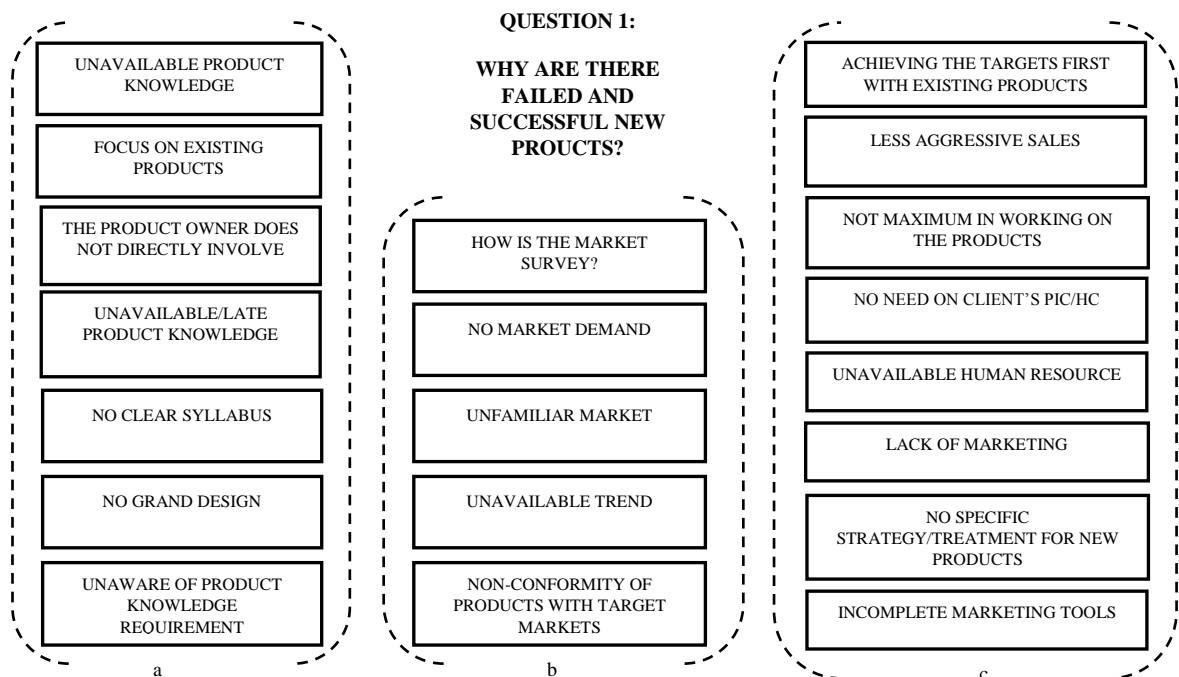 QUESTION 1:
WHY ARE THERE
FAILED AND
SUCCESSFUL NEW
PROUCTS?
UNAVAILABLE PRODUCT
KNOWLEDGE
FOCUS ON EXISTING
PRODUCTS
THE PRODUCT OWNER DOES
NOT DIRECTLY INVOLVE
UNAVAILABLE/LATE
PRODUCT KNOWLEDGE
NO CLEAR SYLLABUS
NO GRAND DESIGN
UNAWARE OF PRODUCT
KNOWLEDGE
REQUIREMENT
a
HOW IS THE MARKET
SURVEY?
NO MARKET DEMAND
UNFAMILIAR MARKET
UNAVAILABLE TREND
NON-CONFORMITY OF
PRODUCTS WITH TARGET
MARKETS
b
ACHIEVING THE TARGETS FIRST
WITH EXISTING PRODUCTS
LESS AGGRESSIVE SALES
NOT MAXIMUM IN WORKING ON
THE PRODUCTS
NO NEED ON CLIENT'S PIC/HC
UNAVAILABLE HUMAN RESOURCE
LACK OF MARKETING
NO SPECIFIC
STRATEGY/TREATMENT FOR NEW
PRODUCTS
INCOMPLETE MARKETING TOOLS
c